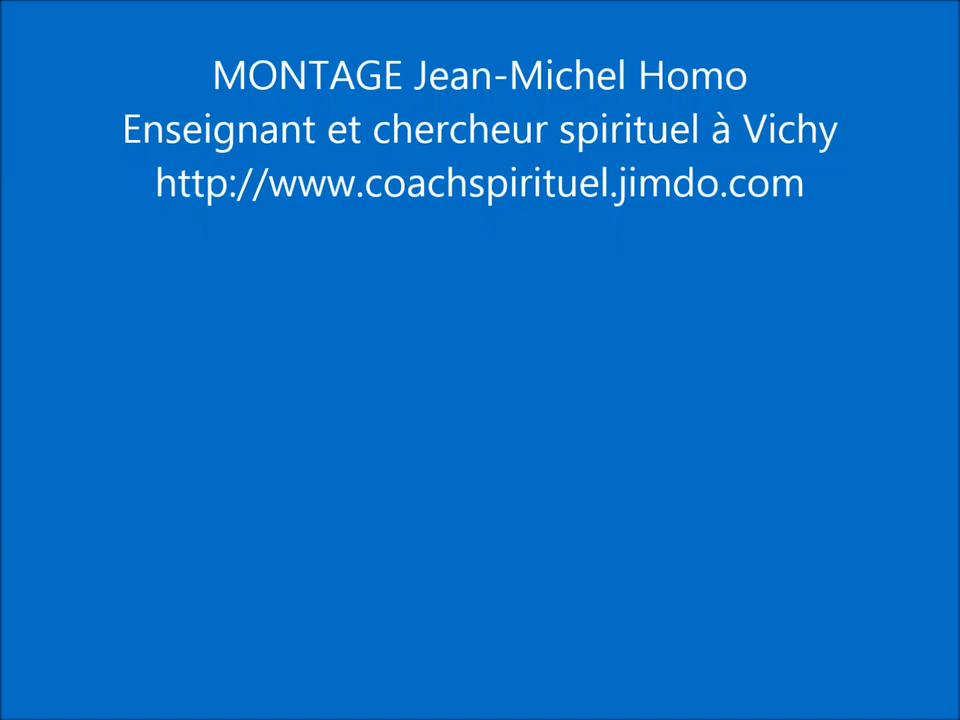 MONTAGE Jean-Michel Homo
Enseignant et chercheur spirituel à Vichy
http://www.coachspirituel.jimdo.com